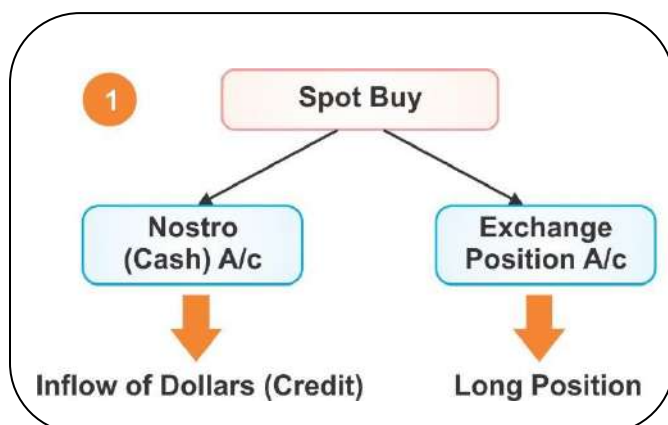 1
Spot Buy
Nostro
(Cash) A/c
Exchange
Position A/c
Inflow of Dollars (Credit)
Long Position